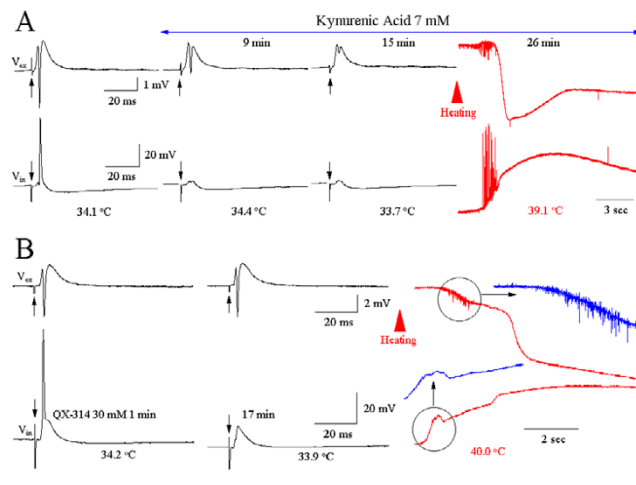 A
Kynurenic Acid 7 mM
9 min
15 min
26 min
Vex
1 mV
20 ms
Heating
20 mV
Vin
20 ms
34.1 °C
34.4 °C
33.7 °C
39.1 °C
3 sec
B
Vex
2 mV
20 ms
Heating
QX-314 30 mM 1 min
17 min
20 mV
Vin
20 ms
34.2 °C
33.9 °C
40.0 °C
2 sec